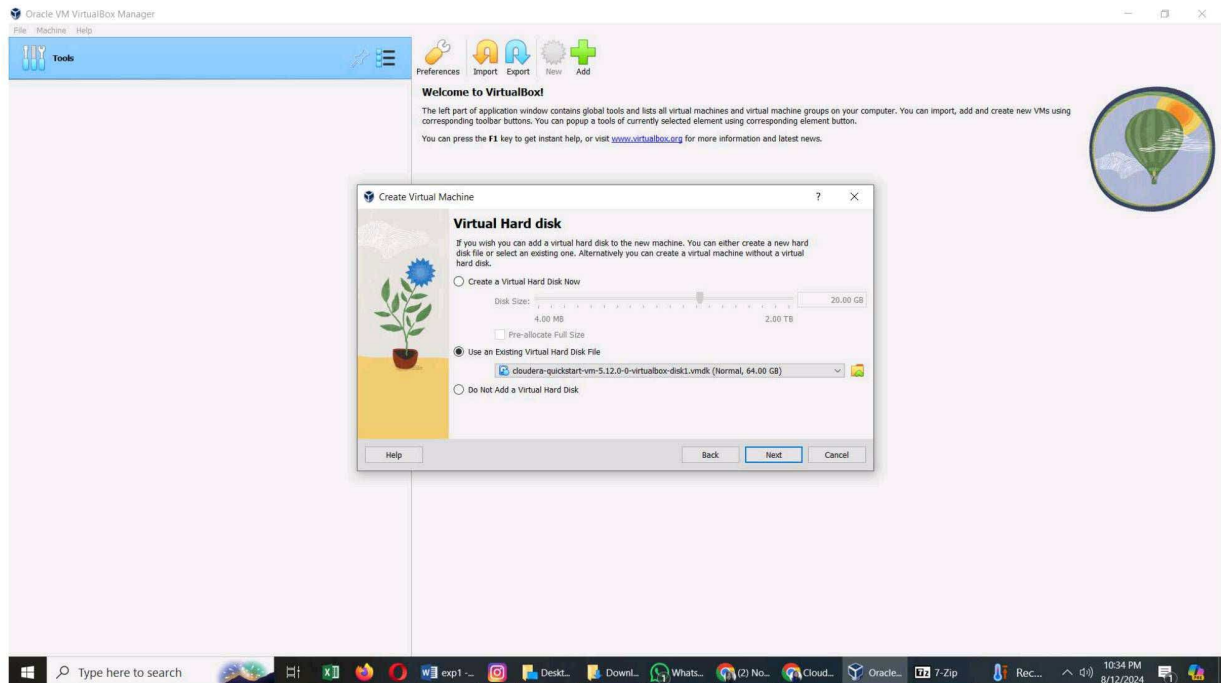 Oracle VM VirtualBox Manager
File Machine Help
Tools
Preferences Import Export New Add
Welcome to VirtualBox!
The left part of application window contains global tools and lists all virtual machines and virtual machine groups on your computer. You can import, add and create new VMs using
corresponding toolbar buttons. You can popup a tools of currently selected element using corresponding element button.
You can press the F1 key to get instant help, or visit www.virtualbox.org for more information and latest news.
Create Virtual Machine
Virtual Hard disk
If you wish you can add a virtual hard disk to the new machine. You can either create a new hard
disk file or select an existing one. Alternatively you can create a virtual machine without a virtual
hard disk.
Create a Virtual Hard Disk Now
Disk Size: 20.00 GB
4.00 MB 2.00 TB
Pre-allocate Full Size
Use an Existing Virtual Hard Disk File
cloudera-quickstart-vm-5.12.0-0-virtualbox-disk1.vmdk (Normal, 64.00 GB)
Do Not Add a Virtual Hard Disk
Help Back Next Cancel
Type here to search exp1 -... Deskt... Downl... Whats... (2) No... Cloud... Oracle... 7-Zip Rec... 10:34 PM
8/12/2024